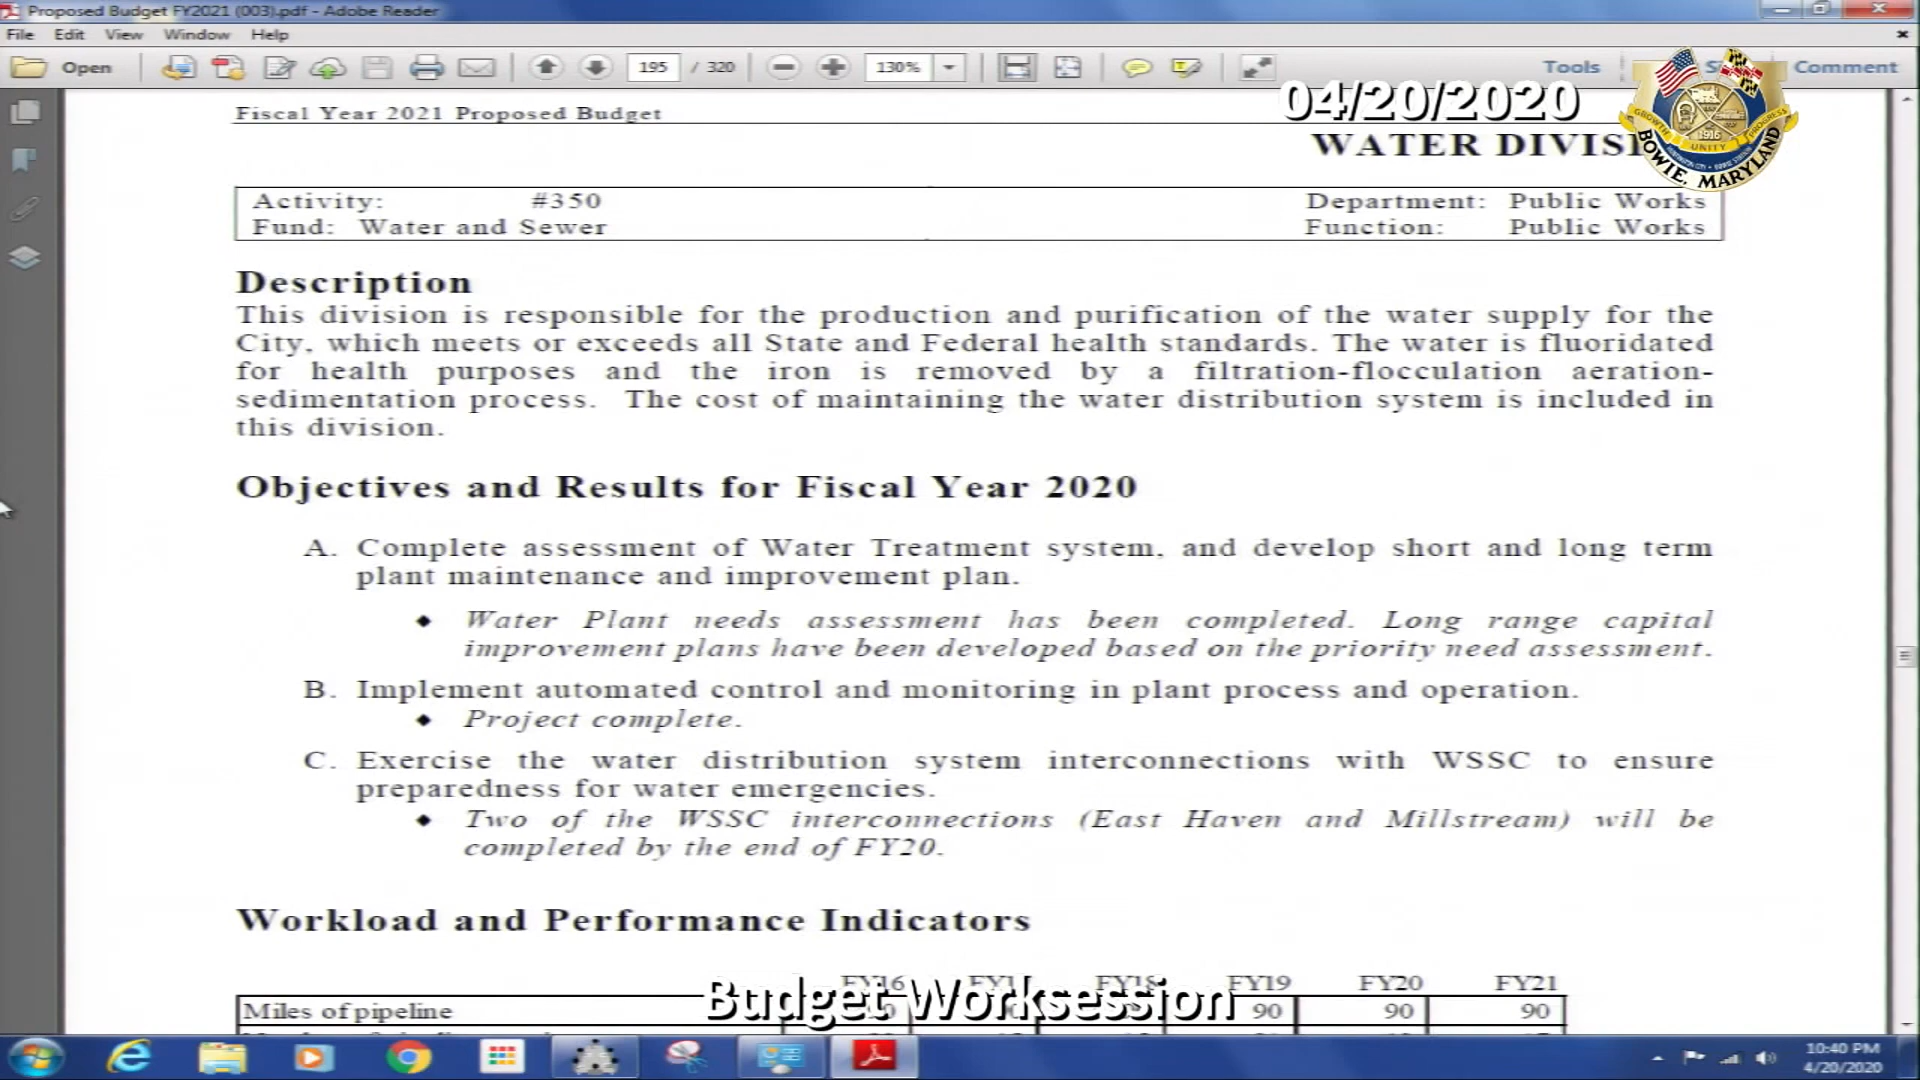 Proposed Budget FY2021 (003).pdf - Adobe Reader
File Edit View Window Help
Open 195 / 320 130% Tools Comment
04/20/2020
Fiscal Year 2021 Proposed Budget
WATER DIVISI
GROWTH UNITY PROGRESS
1916
BOWIE, MARYLAND
Activity: #350 Department: Public Works
Fund: Water and Sewer Function: Public Works
Description
This division is responsible for the production and purification of the water supply for the
City, which meets or exceeds all State and Federal health standards. The water is fluoridated
for health purposes and the iron is removed by a filtration-flocculation aeration-
sedimentation process. The cost of maintaining the water distribution system is included in
this division.
Objectives and Results for Fiscal Year 2020
A. Complete assessment of Water Treatment system, and develop short and long term
plant maintenance and improvement plan.
◆ Water Plant needs assessment has been completed. Long range capital
improvement plans have been developed based on the priority need assessment.
B. Implement automated control and monitoring in plant process and operation.
◆ Project complete.
C. Exercise the water distribution system interconnections with WSSC to ensure
preparedness for water emergencies.
◆ Two of the WSSC interconnections (East Haven and Millstream) will be
completed by the end of FY20.
Workload and Performance Indicators
FY16 FY18 FY19 FY20 FY21
Miles of pipeline 90 90 90
Budget Worksession
10:40 PM
4/20/2020